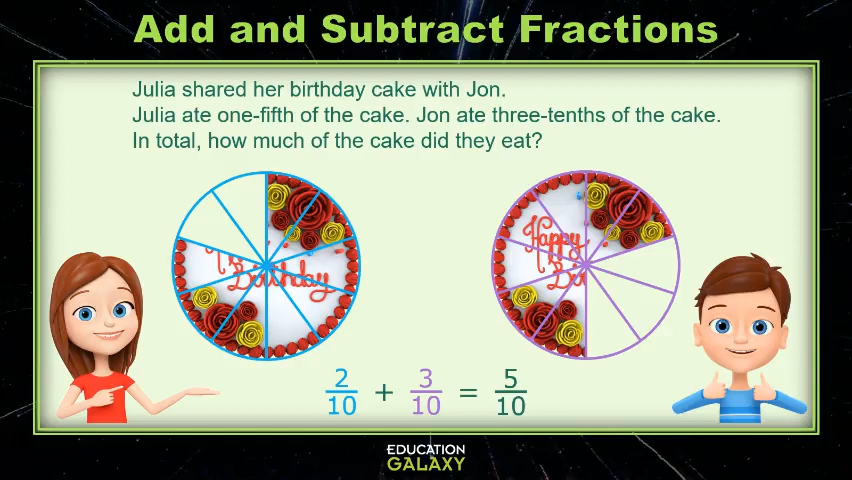 Add and Subtract Fractions
Julia shared her birthday cake with Jon.
Julia ate one-fifth of the cake. Jon ate three-tenths of the cake.
In total, how much of the cake did they eat?
Birthday
Happy
2/10 + 3/10 = 5/10
EDUCATION
GALAXY